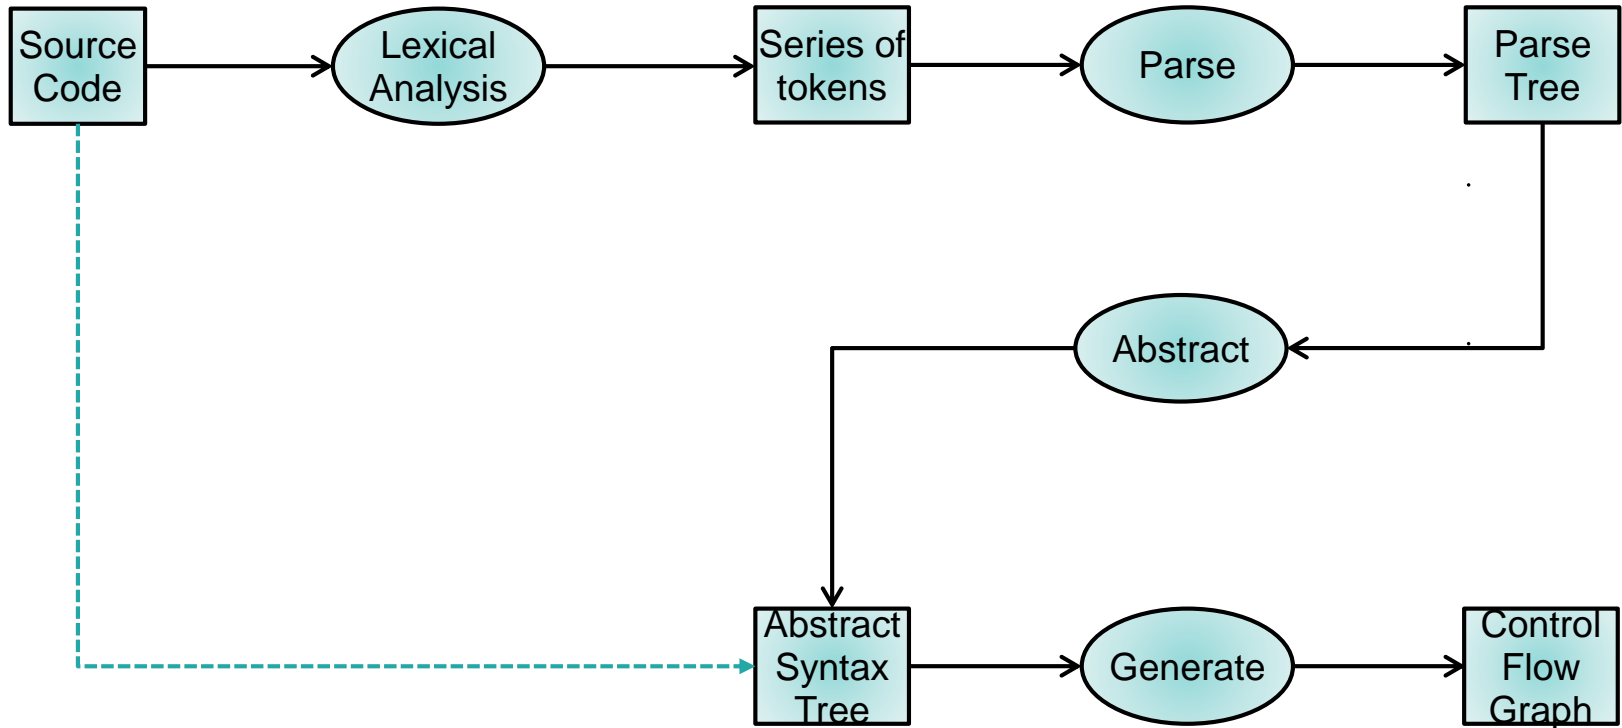 Source
Code
Lexical
Analysis
Series of
tokens
Parse
Parse
Tree
Abstract
Abstract
Syntax
Tree
Generate
Control
Flow
Graph